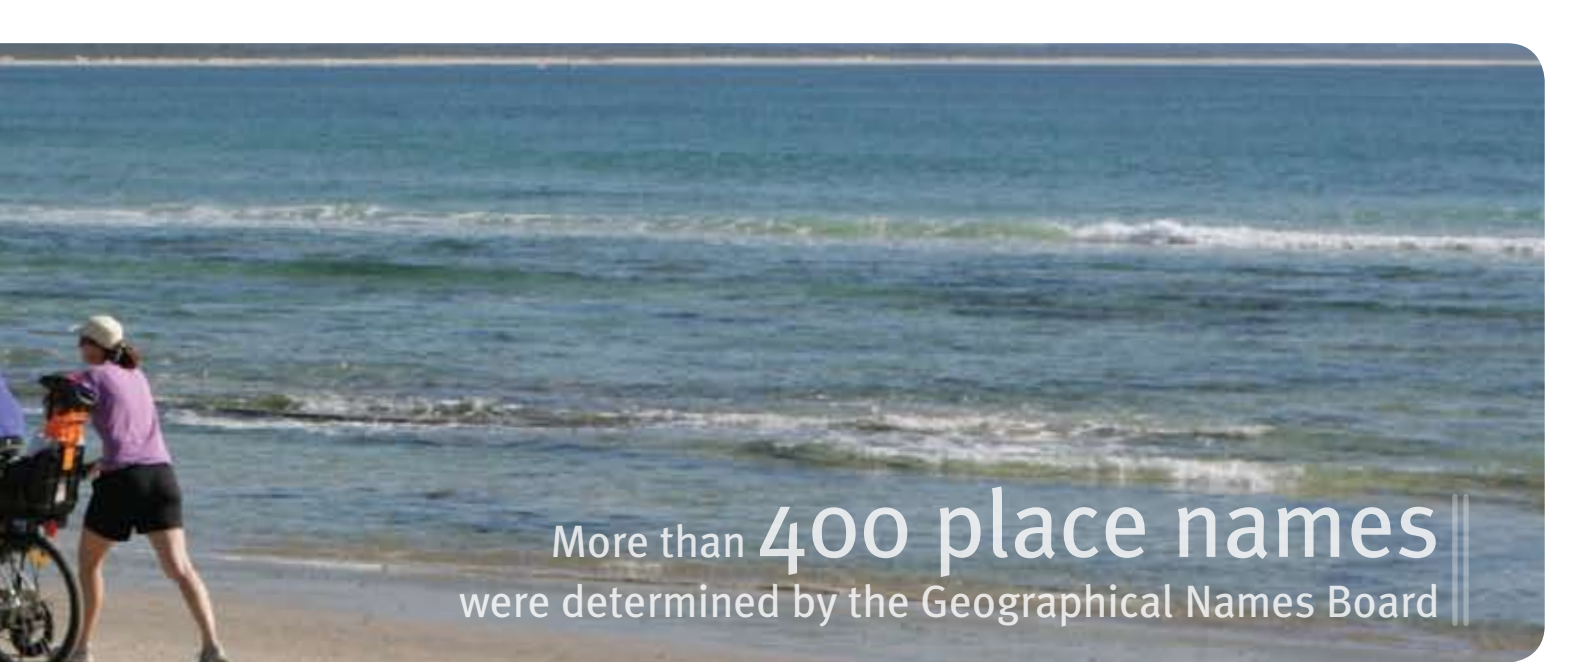 More than 400 place names
were determined by the Geographical Names Board